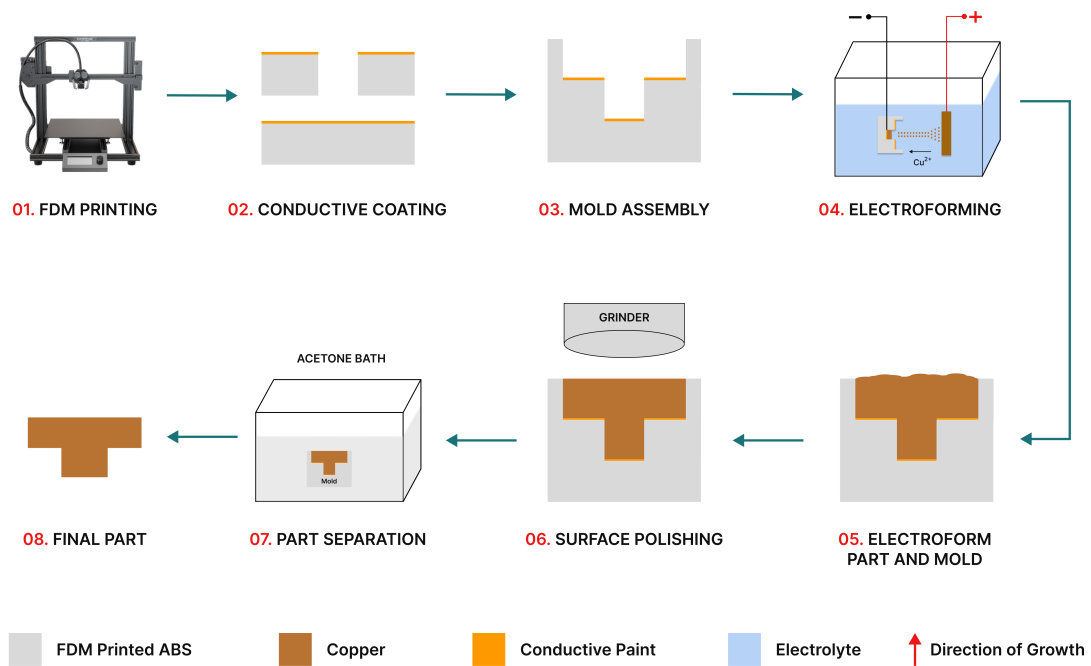 01. FDM PRINTING
02. CONDUCTIVE COATING
03. MOLD ASSEMBLY
− +
Cu²⁺
04. ELECTROFORMING
GRINDER
ACETONE BATH
Mold
08. FINAL PART
07. PART SEPARATION
06. SURFACE POLISHING
05. ELECTROFORM
PART AND MOLD
FDM Printed ABS
Copper
Conductive Paint
Electrolyte
Direction of Growth